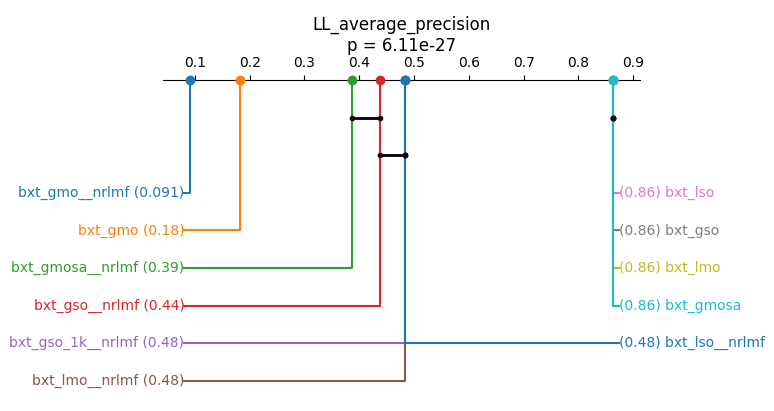 LL_average_precision
p = 6.11e-27
0.1 0.2 0.3 0.4 0.5 0.6 0.7 0.8 0.9
bxt_gmo__nrlmf (0.091) (0.86) bxt_lso
bxt_gmo (0.18) (0.86) bxt_gso
bxt_gmosa__nrlmf (0.39) (0.86) bxt_lmo
bxt_gso__nrlmf (0.44) (0.86) bxt_gmosa
bxt_gso_1k__nrlmf (0.48) (0.48) bxt_lso__nrlmf
bxt_lmo__nrlmf (0.48)